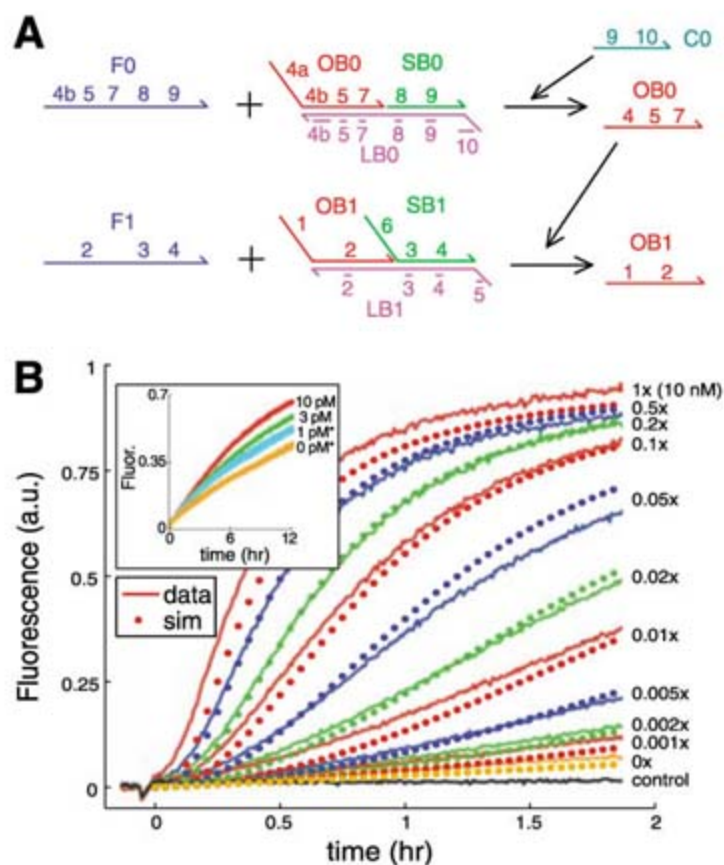 A
F0
4b 5 7 8 9
+
4a
OB0
SB0
4b 5 7
8 9
4b 5 7 8 9 10
LB0
9 10
C0
OB0
4 5 7
F1
2 3 4
+
1
OB1
6
SB1
2
3 4
2 3 4 5
LB1
OB1
1 2
B
1
0.75
0.5
0.25
0
Fluorescence (a.u.)
0.7
0.35
0
Fluor.
0 6 12
time (hr)
10 pM
3 pM
1 pM*
0 pM*
data
sim
1x (10 nM)
0.5x
0.2x
0.1x
0.05x
0.02x
0.01x
0.005x
0.002x
0.001x
0x
control
0 0.5 1 1.5 2
time (hr)